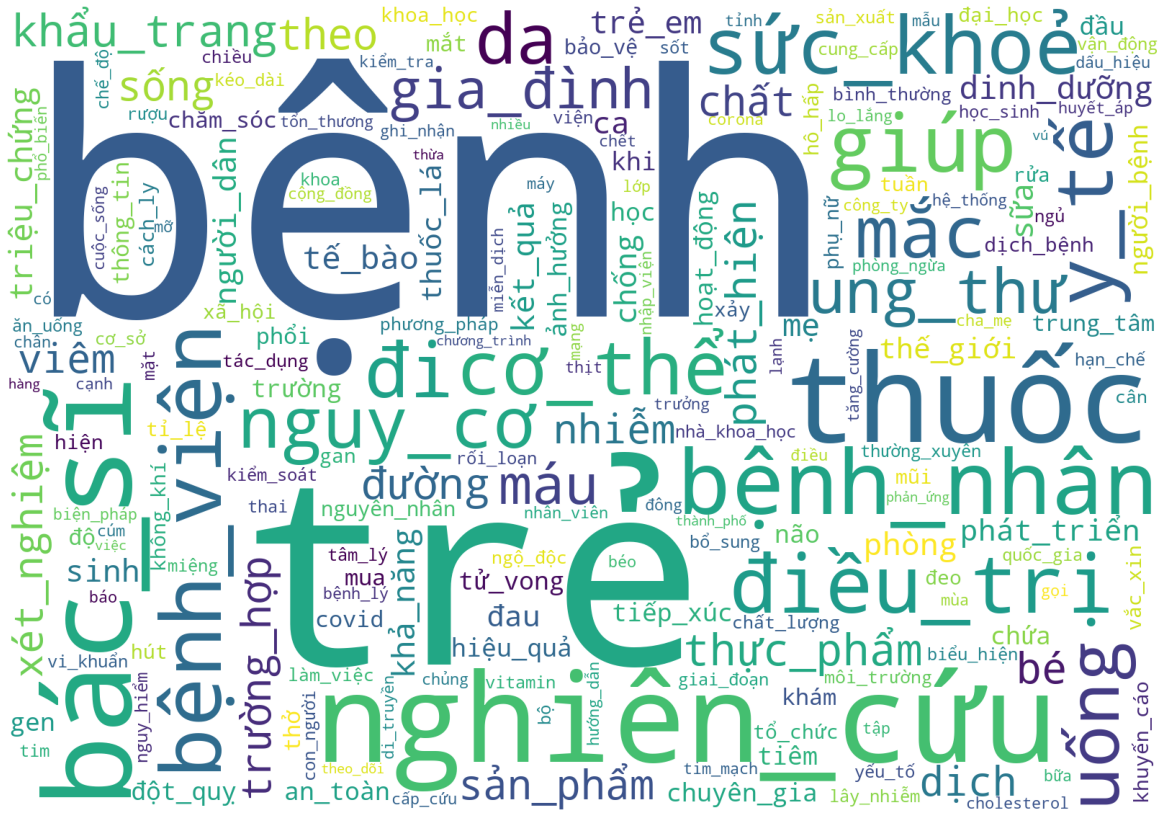 khẩu_trang
theo
khoa_học
trẻ_em
sản_xuất
đại_học
chiều
mắt
bảo_vệ
sốt
tỉnh
mẫu
đầu
chế_độ
kiểm_tra
da
sức_khoẻ
cung_cấp
vận_động
sống
kéo_dài
gia_đình
chất
dấu_hiệu
bình_thường
dinh_dưỡng
rượu
chăm_sóc
tổn_thương
ghi_nhận
nhiều
viện
ca
corona
hô_hấp
lo_lắng
học_sinh
huyết_áp
triệu_chứng
phổ_biến
bệnh
chết
khi
giúp
vú
y_tế
người_bệnh
thừa
cuộc_sống
mỡ
thông_tin
cách_ly
người_dân
khoa
cộng_đồng
tế_bào
thuốc_lá
máy
miễn_dịch
kết_quả
ảnh_hưởng
lớp
học
chống
nhập_viện
hoạt_động
phát_hiện
phụ_nữ
tuần
công_ty
mắc
hệ_thống
sữa
rửa
ngủ
dịch_bệnh
phòng_ngừa
có
xã_hội
xảy
ung_thư
ăn_uống
chân
cơ_sở
phổi
phương_pháp
chương_trình
mạng
mẹ
cha_mẹ
trung_tâm
viêm
mật
tác_dụng
đi
cơ_thể
thịt
lạnh
thế_giới
tăng_cường
hạn_chế
hàng
cạnh
trường
thuốc
cân
bác_sĩ
bệnh_viện
nguy_cơ
nhiễm
trưởng
nhà_khoa_học
tỉ_lệ
hiện
xét_nghiệm
gan
rối_loạn
điều
thường_xuyên
kiểm_soát
đường
máu
bệnh_nhân
mũi
không_khí
phản_ứng
biện_pháp
thai
nguyên_nhân
nhân_viên
đông
thành_phố
cúm
độ
việc
trẻ
bổ_sung
não
phát_triển
phòng
quốc_gia
sinh
miệng
tâm_lý
ngộ_độc
béo
mua
tử_vong
điều_trị
đeo
gọi
vắc_xin
báo
bệnh_lý
mùa
trường_hợp
covid
khả_năng
đau
tiếp_xúc
chất_lượng
hút
hiệu_quả
thực_phẩm
chứa
biểu_hiện
vi_khuẩn
bé
uống
làm_việc
chủng
vitamin
giai_đoạn
môi_trường
nguy_hiểm
gen
thở
con_người
di_truyền
nghiên_cứu
bộ
hướng_dẫn
khám
tổ_chức
tập
tim
tiêm
khuyến_cáo
theo_dõi
tim_mạch
yếu_tố
đột_quỵ
an_toàn
cấp_cứu
sản_phẩm
chuyên_gia
lây_nhiễm
dịch
bữa
cholesterol